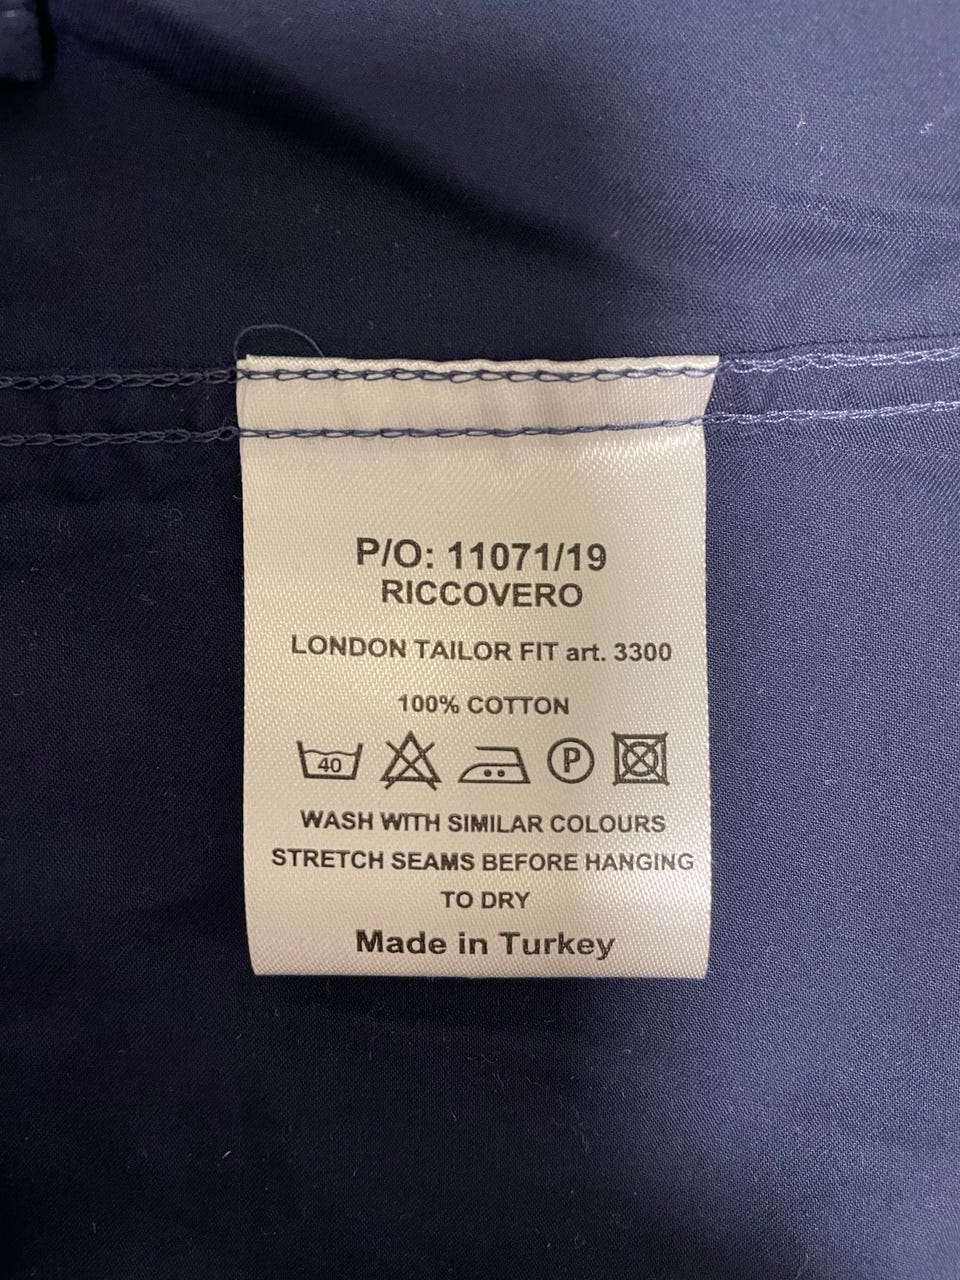 P/O: 11071/19
RICCOVERO
LONDON TAILOR FIT art. 3300
100% COTTON
40 P
WASH WITH SIMILAR COLOURS
STRETCH SEAMS BEFORE HANGING
TO DRY
Made in Turkey